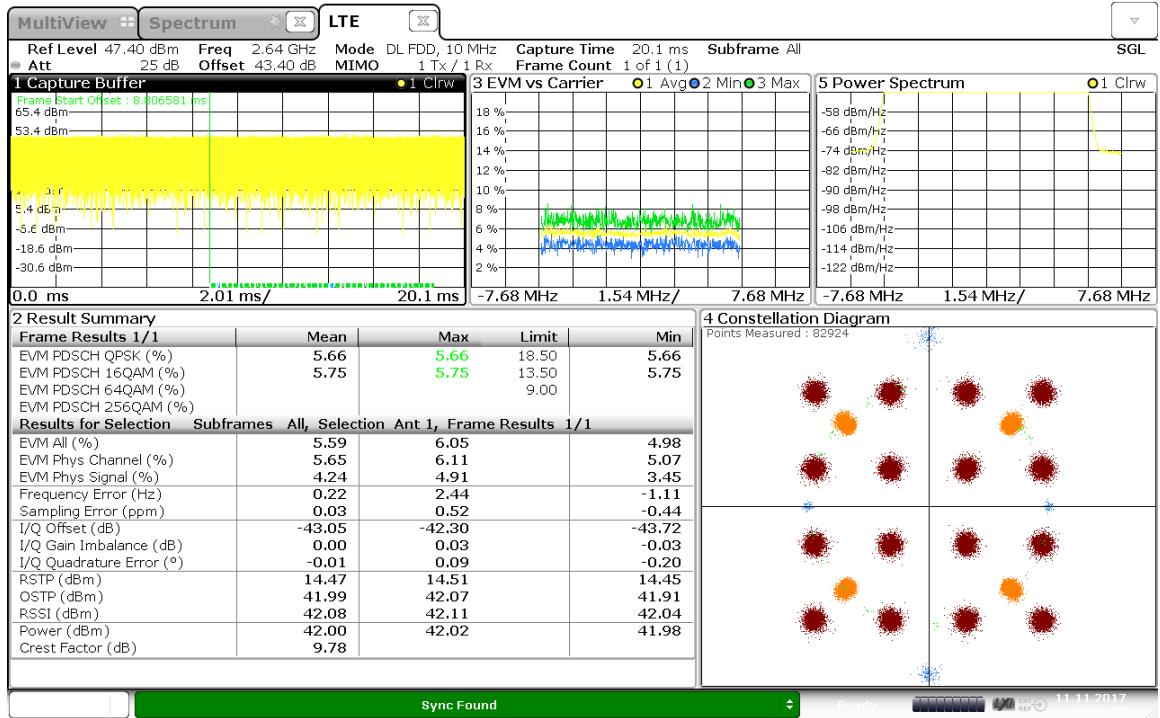 MultiView Spectrum LTE
Ref Level 47.40 dBm Freq 2.64 GHz Mode DL FDD, 10 MHz Capture Time 20.1 ms Subframe All SGL
Att 25 dB Offset 43.40 dB MIMO 1 Tx / 1 Rx Frame Count 1 of 1 (1)
1 Capture Buffer 1 Clrw
Frame Start Offset : 8.806581 ms
65.4 dBm
53.4 dBm
5.4 dBm
-6.6 dBm
-18.6 dBm
-30.6 dBm
0.0 ms 2.01 ms/ 20.1 ms
3 EVM vs Carrier 1 Avg 2 Min 3 Max
18 %
16 %
14 %
12 %
10 %
8 %
6 %
4 %
2 %
-7.68 MHz 1.54 MHz/ 7.68 MHz
5 Power Spectrum 1 Clrw
-58 dBm/Hz
-66 dBm/Hz
-74 dBm/Hz
-82 dBm/Hz
-90 dBm/Hz
-98 dBm/Hz
-106 dBm/Hz
-114 dBm/Hz
-122 dBm/Hz
-7.68 MHz 1.54 MHz/ 7.68 MHz
2 Result Summary
Frame Results 1/1 Mean Max Limit Min
EVM PDSCH QPSK (%) 5.66 5.66 18.50 5.66
EVM PDSCH 16QAM (%) 5.75 5.75 13.50 5.75
EVM PDSCH 64QAM (%) 9.00
EVM PDSCH 256QAM (%)
Results for Selection Subframes All, Selection Ant 1, Frame Results 1/1
EVM All (%) 5.59 6.05 4.98
EVM Phys Channel (%) 5.65 6.11 5.07
EVM Phys Signal (%) 4.24 4.91 3.45
Frequency Error (Hz) 0.22 2.44 -1.11
Sampling Error (ppm) 0.03 0.52 -0.44
I/Q Offset (dB) -43.05 -42.30 -43.72
I/Q Gain Imbalance (dB) 0.00 0.03 -0.03
I/Q Quadrature Error (º) -0.01 0.09 -0.20
RSTP (dBm) 14.47 14.51 14.45
OSTP (dBm) 41.99 42.07 41.91
RSSI (dBm) 42.08 42.11 42.04
Power (dBm) 42.00 42.02 41.98
Crest Factor (dB) 9.78
4 Constellation Diagram
Points Measured : 82924
Sync Found
Ready
11.11.2017